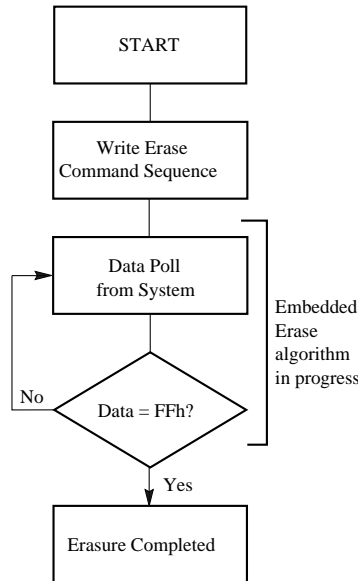 START
Write Erase
Command Sequence
Data Poll
from System
Embedded
Erase
algorithm
in progress
No
Data = FFh?
Yes
Erasure Completed